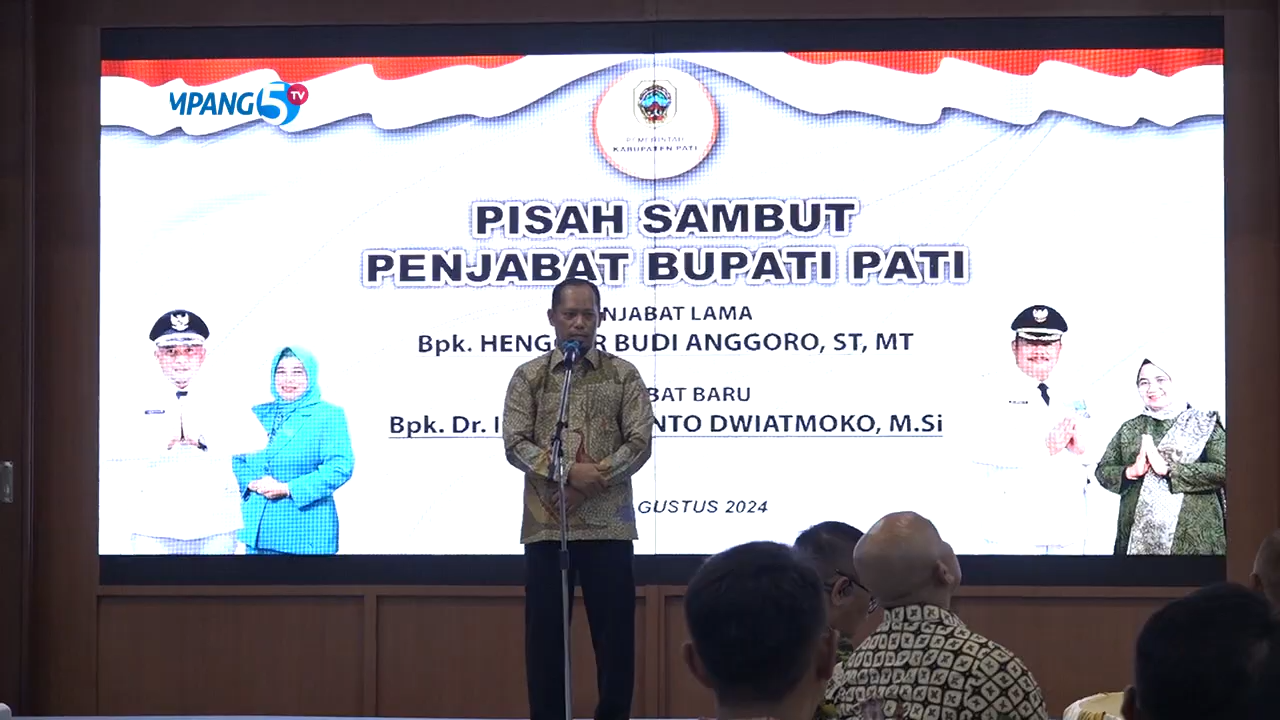 MPANG5 TV
PEMERINTAH
KABUPATEN PATI
PISAH SAMBUT
PENJABAT BUPATI PATI
NJABAT LAMA
Bpk. HENG R BUDI ANGGORO, ST, MT
BAT BARU
Bpk. Dr. NTO DWIATMOKO, M.Si
GUSTUS 2024